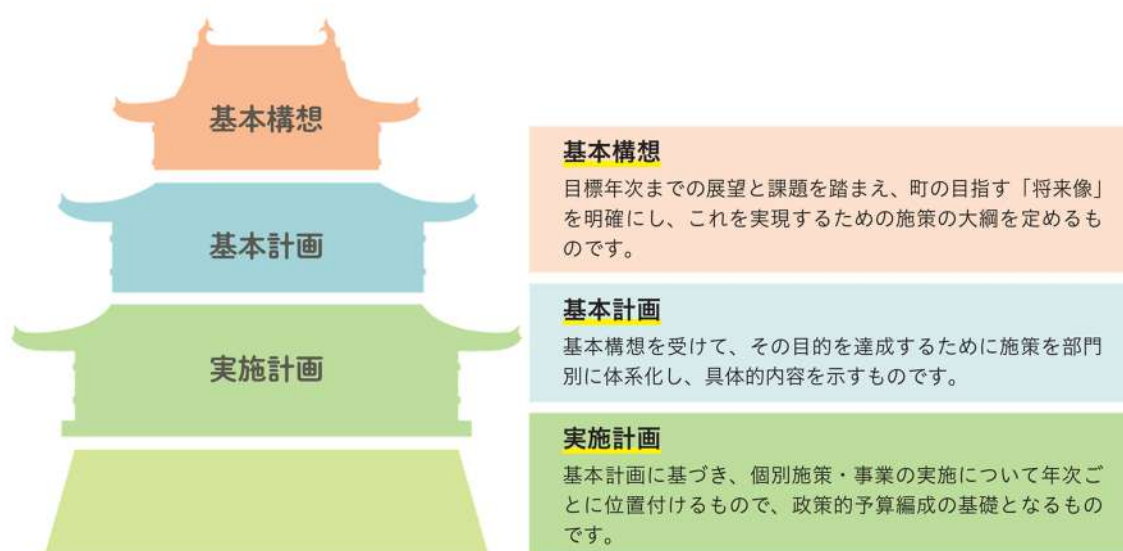 基本構想
基本計画
実施計画
基本構想
目標年次までの展望と課題を踏まえ、町の目指す「将来像」
を明確にし、これを実現するための施策の大綱を定めるも
のです。
基本計画
基本構想を受けて、その目的を達成するために施策を部門
別に体系化し、具体的内容を示すものです。
実施計画
基本計画に基づき、個別施策・事業の実施について年次ご
とに位置付けるもので、政策的予算編成の基礎となるもの
です。